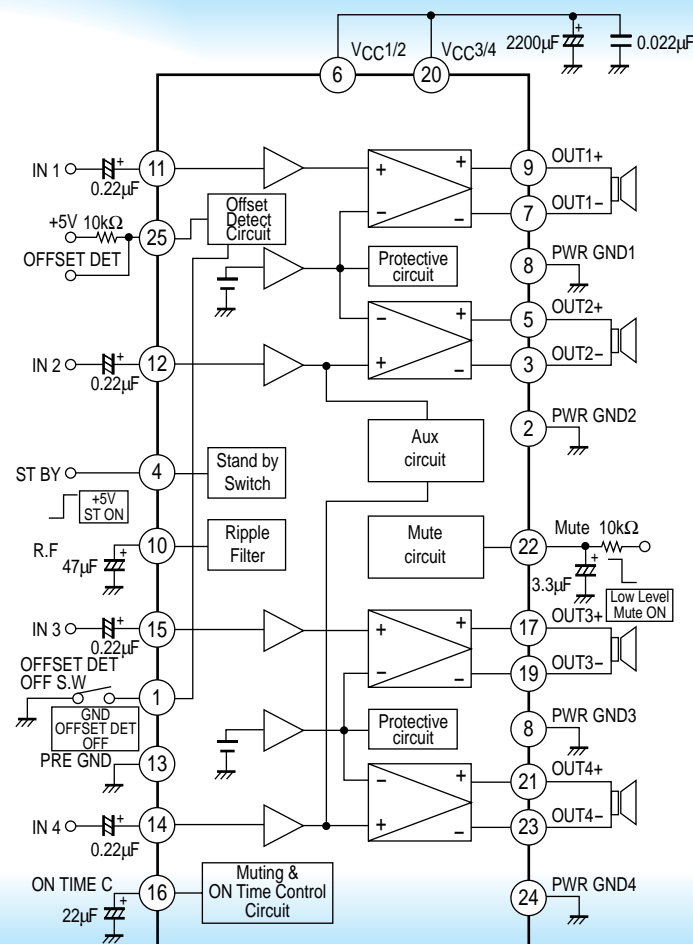 2200µF
+
0.022µF
VCC1/2
VCC3/4
6
20
IN 1
+
0.22µF
11
+
−
+
−
9
OUT1+
7
OUT1−
+5V
10kΩ
OFFSET DET
25
Offset
Detect
Circuit
Protective
circuit
8
PWR GND1
5
OUT2+
−
+
+
−
3
OUT2−
IN 2
+
0.22µF
12
2
PWR GND2
Aux
circuit
ST BY
4
Stand by
Switch
+5V
ST ON
R.F
47µF
+
10
Ripple
Filter
Mute
circuit
22
Mute
10kΩ
+
3.3µF
Low Level
Mute ON
IN 3
+
0.22µF
15
+
−
+
−
17
OUT3+
19
OUT3−
OFFSET DET
OFF S.W
1
GND
OFFSET DET
OFF
Protective
circuit
8
PWR GND3
PRE GND
13
−
+
+
−
21
OUT4+
23
OUT4−
IN 4
+
0.22µF
14
ON TIME C
22µF
+
16
Muting &
ON Time Control
Circuit
24
PWR GND4